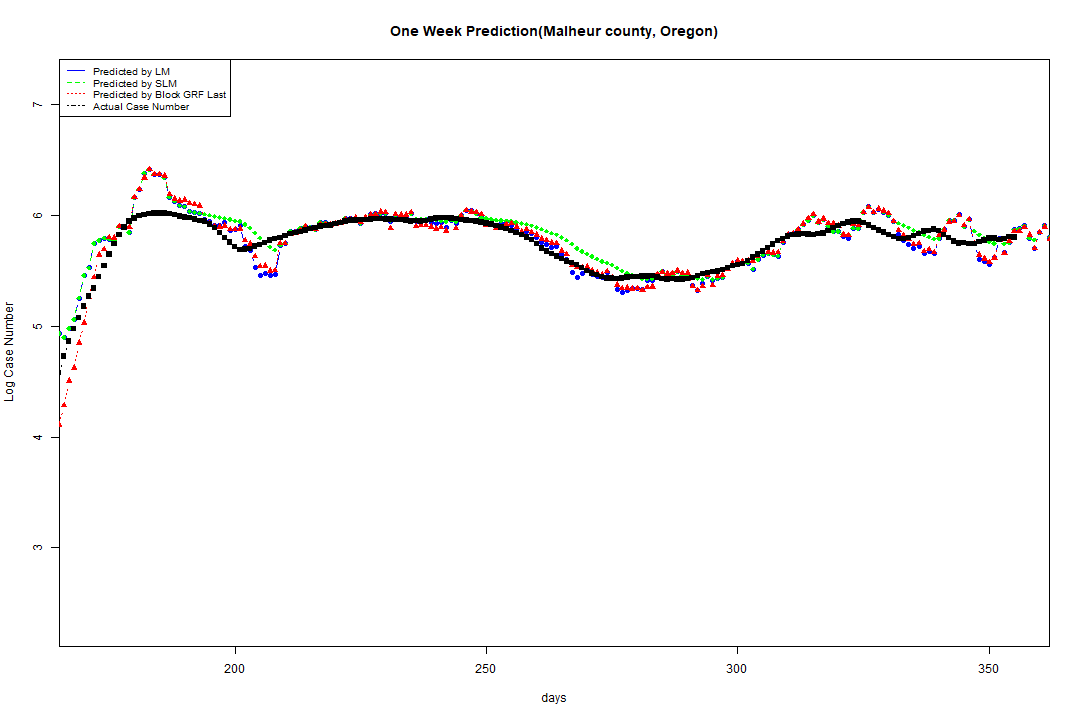 One Week Prediction(Malheur county, Oregon)
Predicted by LM
Predicted by SLM
Predicted by Block GRF Last
Actual Case Number
7
6
5
4
3
Log Case Number
200
250
300
350
days